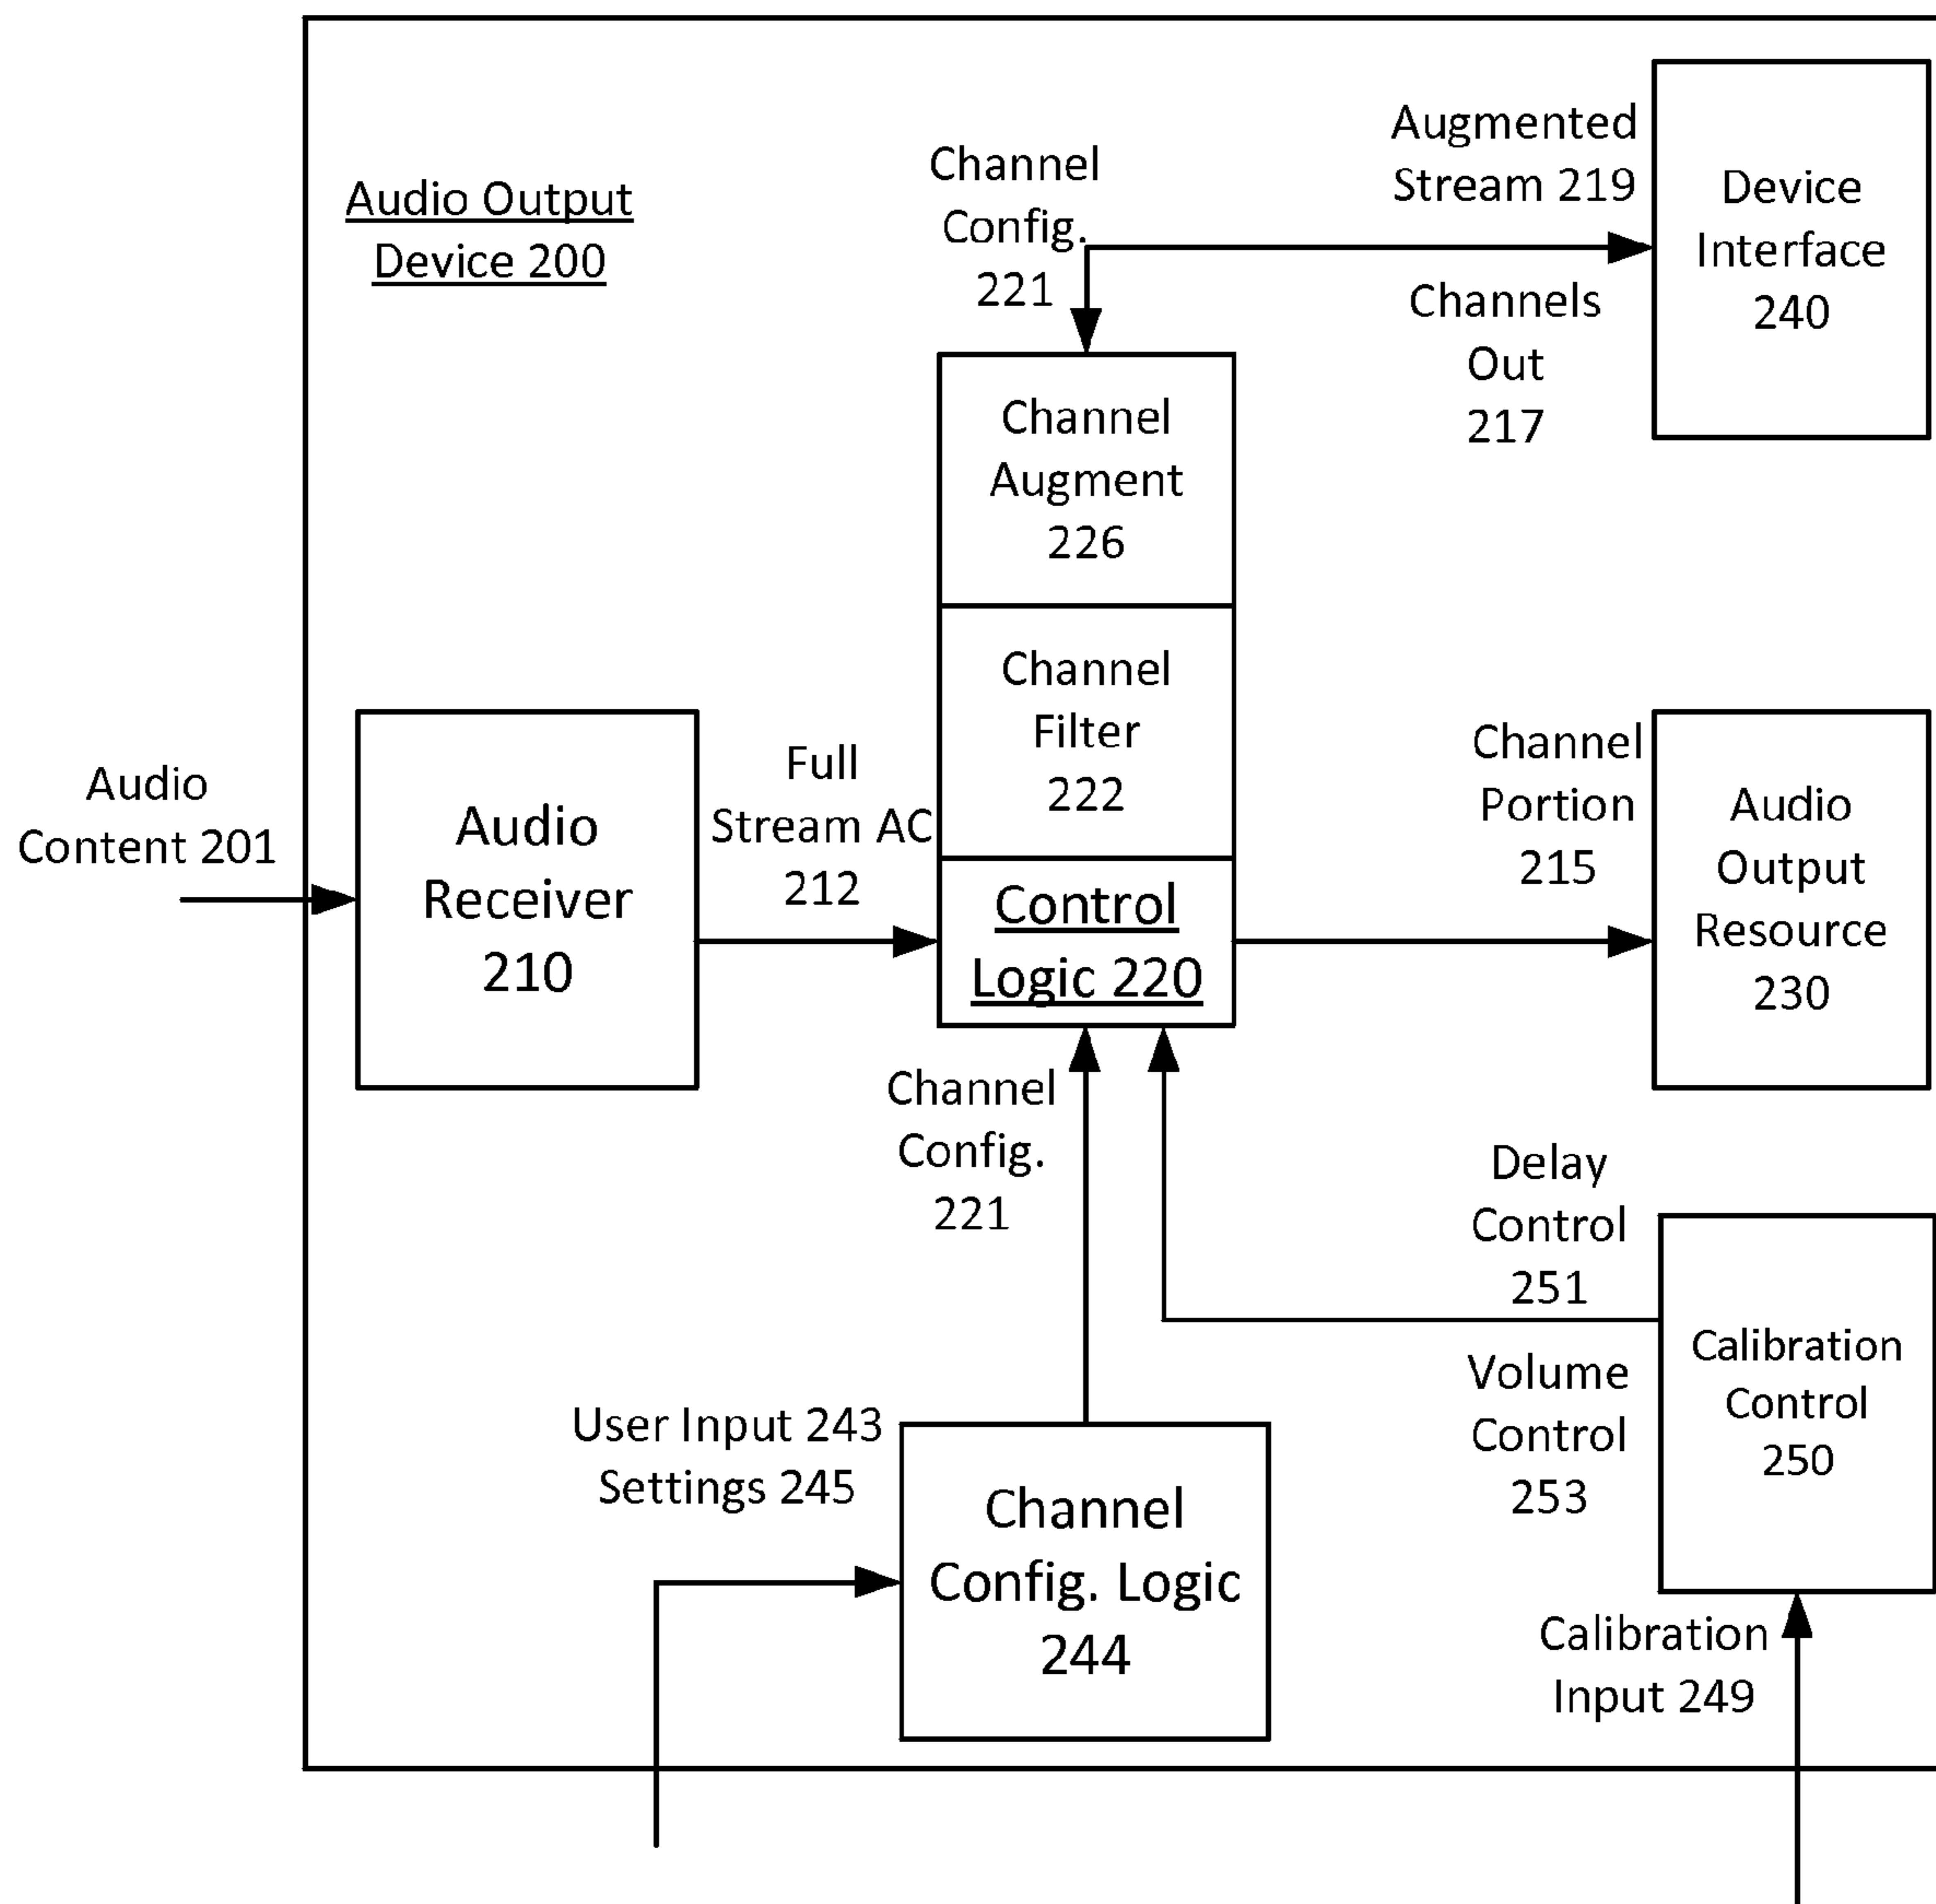 Audio Output
Device 200
Channel
Config.
221
Augmented
Stream 219
Channels
Out
217
Device
Interface
240
Channel
Augment
226
Channel
Filter
222
Control
Logic 220
Audio
Content 201
Audio
Receiver
210
Full
Stream AC
212
Channel
Portion
215
Audio
Output
Resource
230
Channel
Config.
221
Delay
Control
251
Volume
Control
253
Calibration
Control
250
User Input 243
Settings 245
Channel
Config. Logic
244
Calibration
Input 249